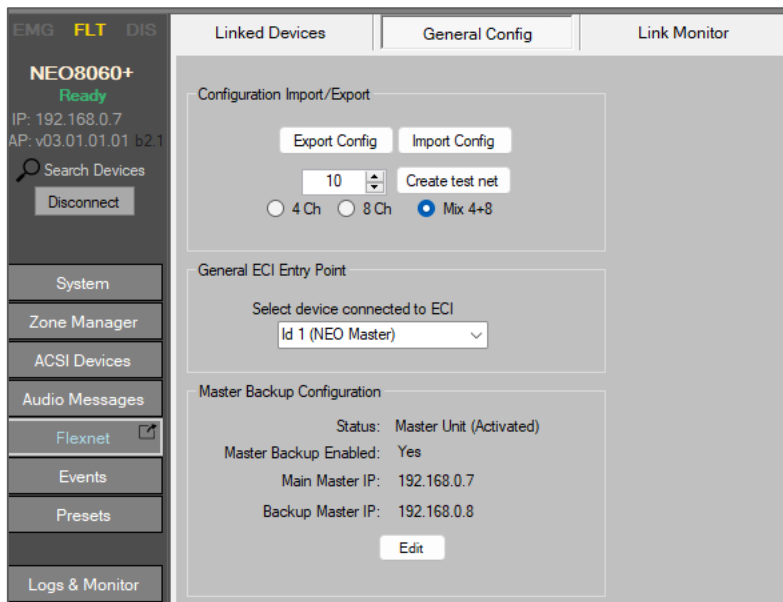 EMG FLT DIS
NEO8060+
Ready
IP: 192.168.0.7
AP: v03.01.01.01 b2.1
Search Devices
Disconnect
System
Zone Manager
ACSI Devices
Audio Messages
Flexnet
Events
Presets
Logs & Monitor
Linked Devices
General Config
Link Monitor
Configuration Import/Export
Export Config Import Config
10 Create test net
4 Ch 8 Ch Mix 4+8
General ECI Entry Point
Select device connected to ECI
Id 1 (NEO Master)
Master Backup Configuration
Status: Master Unit (Activated)
Master Backup Enabled: Yes
Main Master IP: 192.168.0.7
Backup Master IP: 192.168.0.8
Edit